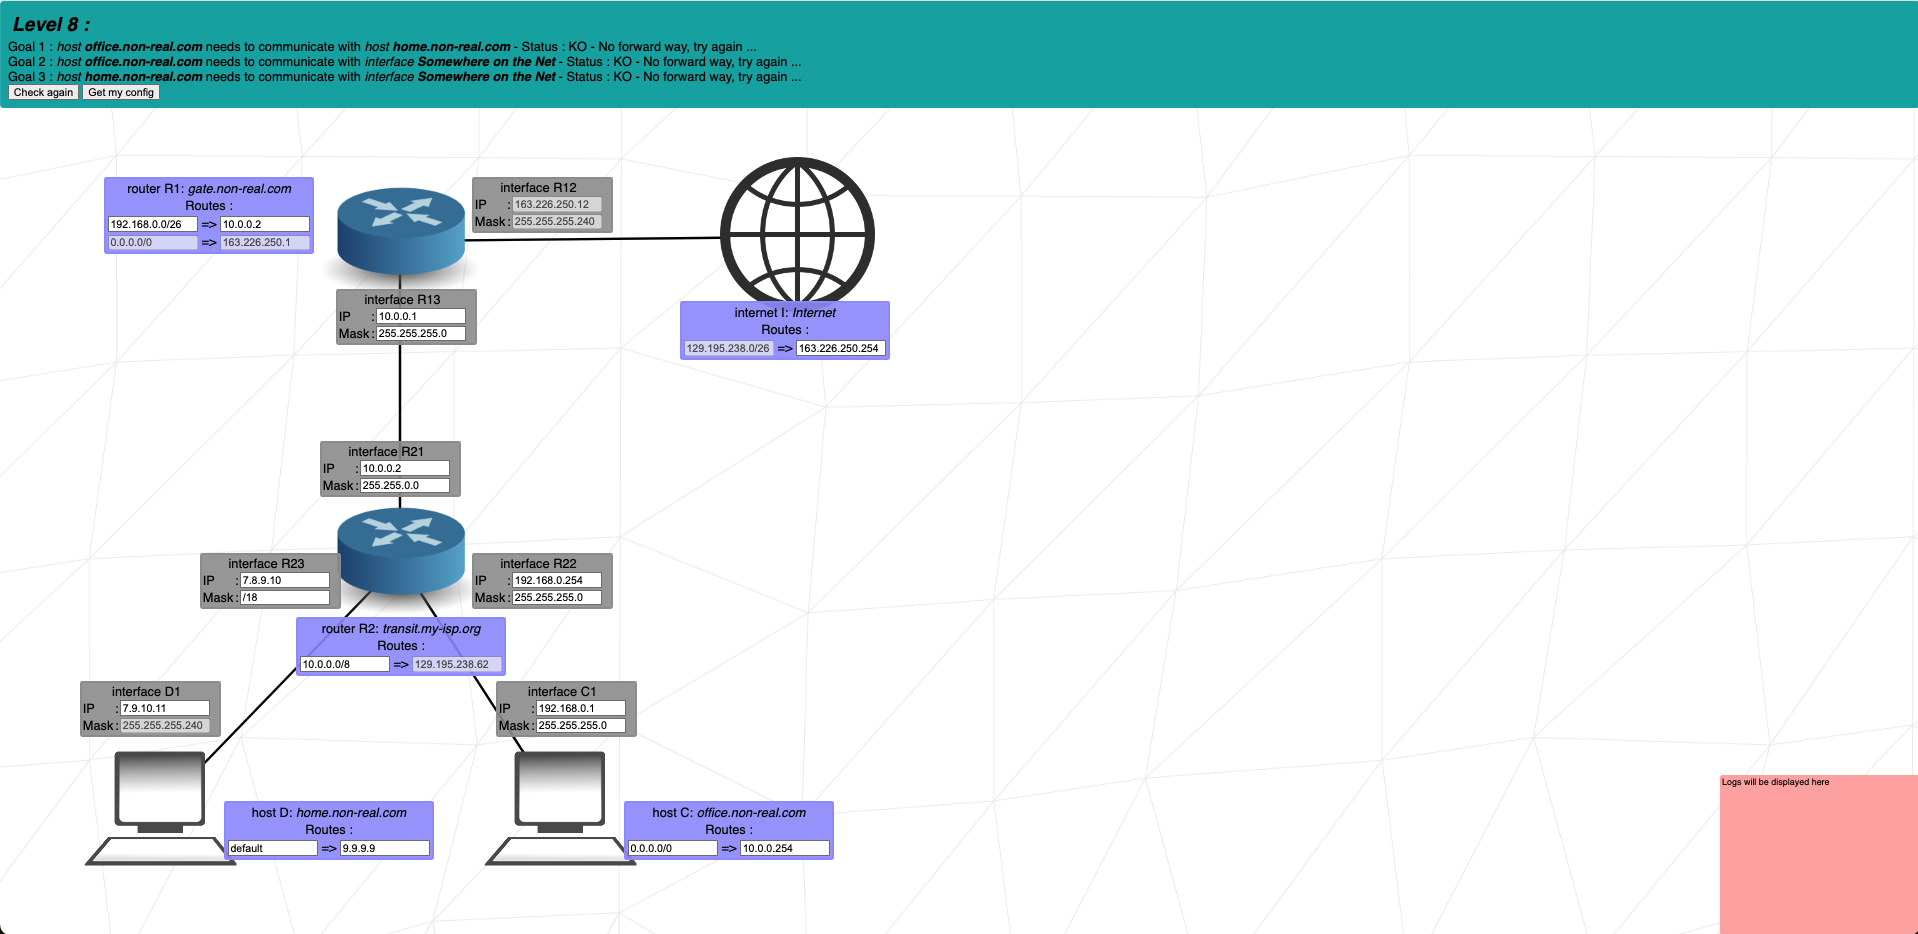 Level 8 :
Goal 1 : host office.non-real.com needs to communicate with host home.non-real.com - Status : KO - No forward way, try again ...
Goal 2 : host office.non-real.com needs to communicate with interface Somewhere on the Net - Status : KO - No forward way, try again ...
Goal 3 : host home.non-real.com needs to communicate with interface Somewhere on the Net - Status : KO - No forward way, try again ...
Check again Get my config
router R1: gate.non-real.com
Routes :
192.168.0.0/26 => 10.0.0.2
0.0.0.0/0 => 163.226.250.1
interface R12
IP : 163.226.250.12
Mask : 255.255.255.240
interface R13
IP : 10.0.0.1
Mask : 255.255.255.0
internet I: Internet
Routes :
129.195.238.0/26 => 163.226.250.254
interface R21
IP : 10.0.0.2
Mask : 255.255.0.0
interface R23
IP : 7.8.9.10
Mask : /18
interface R22
IP : 192.168.0.254
Mask : 255.255.255.0
router R2: transit.my-isp.org
Routes :
10.0.0.0/8 => 129.195.238.62
interface D1
IP : 7.9.10.11
Mask : 255.255.255.240
interface C1
IP : 192.168.0.1
Mask : 255.255.255.0
host D: home.non-real.com
Routes :
default => 9.9.9.9
host C: office.non-real.com
Routes :
0.0.0.0/0 => 10.0.0.254
Logs will be displayed here